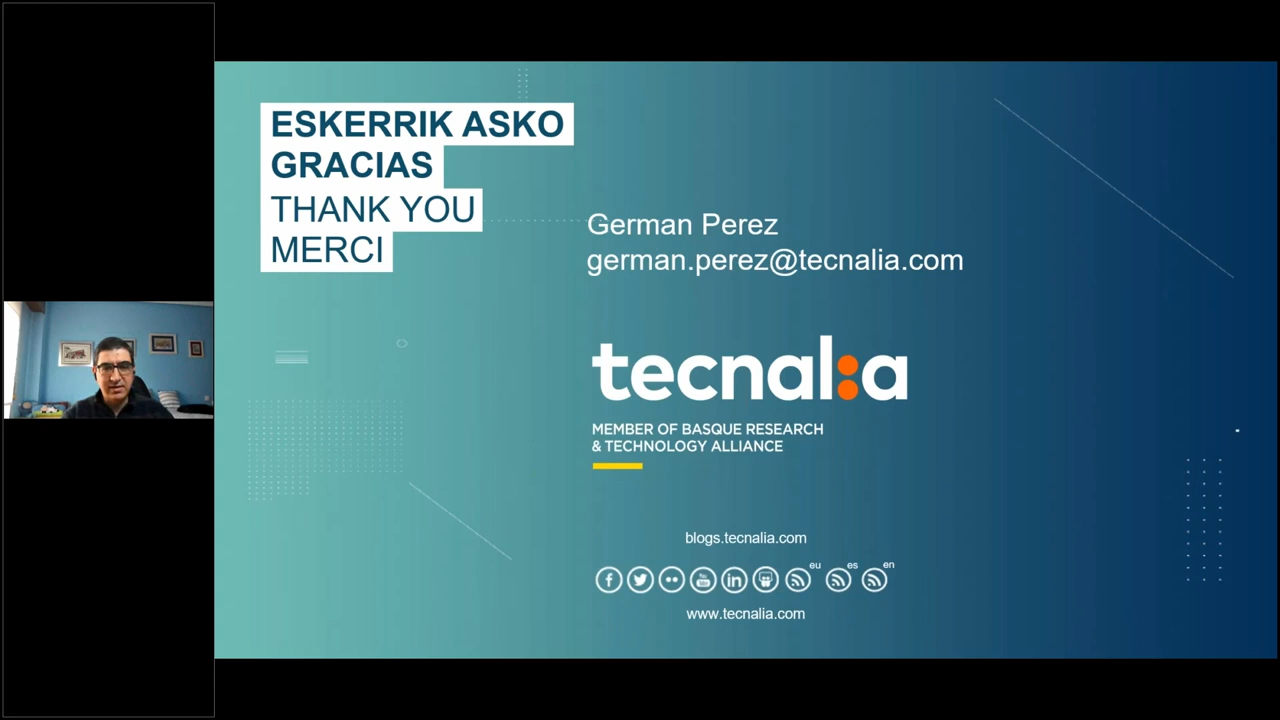 ESKERRIK ASKO
GRACIAS
THANK YOU
MERCI
German Perez
german.perez@tecnalia.com
tecnalia
MEMBER OF BASQUE RESEARCH
& TECHNOLOGY ALLIANCE
blogs.tecnalia.com
eu es en
www.tecnalia.com